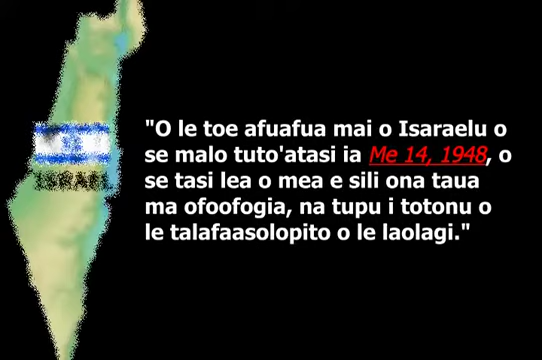 "O le toe afuafua mai o Isaraelu o
se malo tuto'atasi ia Me 14, 1948, o
se tasi lea o mea e sili ona taua
ma ofoofogia, na tupu i totonu o
le talafaasolopito o le laolagi."
ISRAEL